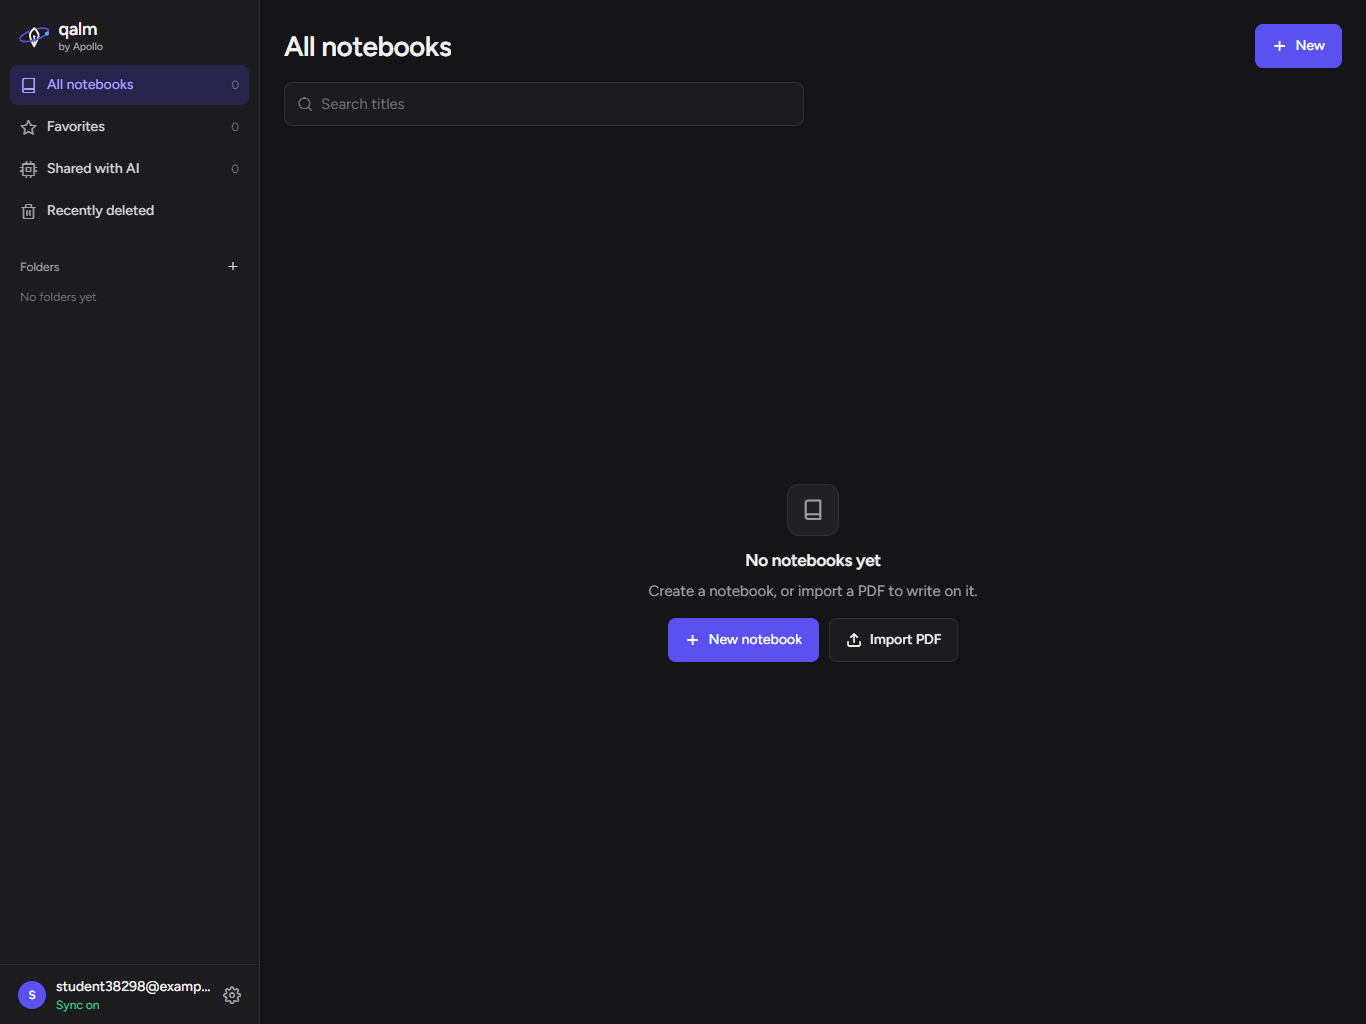 qalm
by Apollo
All notebooks 0
Favorites 0
Shared with AI 0
Recently deleted
Folders +
No folders yet
All notebooks
+ New
Search titles
No notebooks yet
Create a notebook, or import a PDF to write on it.
+ New notebook
Import PDF
S
student38298@examp...
Sync on